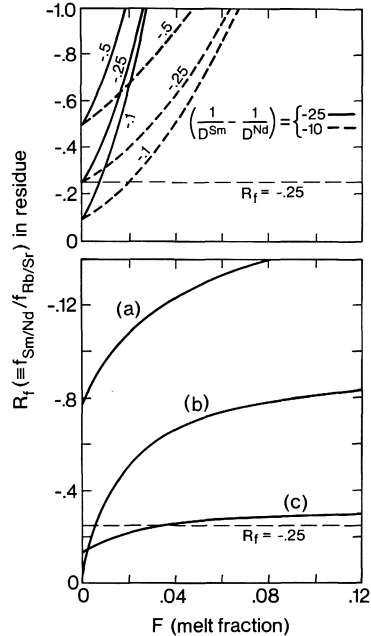 -1.0
-.8
-.6
-.4
-.2
0
-.5
-.25
-.1
-.5
-.25
-.1
(1/D^Sm - 1/D^Nd) = {-25
-10
R_f = -.25
R_f (≡f_Sm/Nd/f_Rb/Sr) in residue
-.12
-.8
-.4
0
(a)
(b)
(c)
R_f = -.25
0
.04
.08
.12
F (melt fraction)